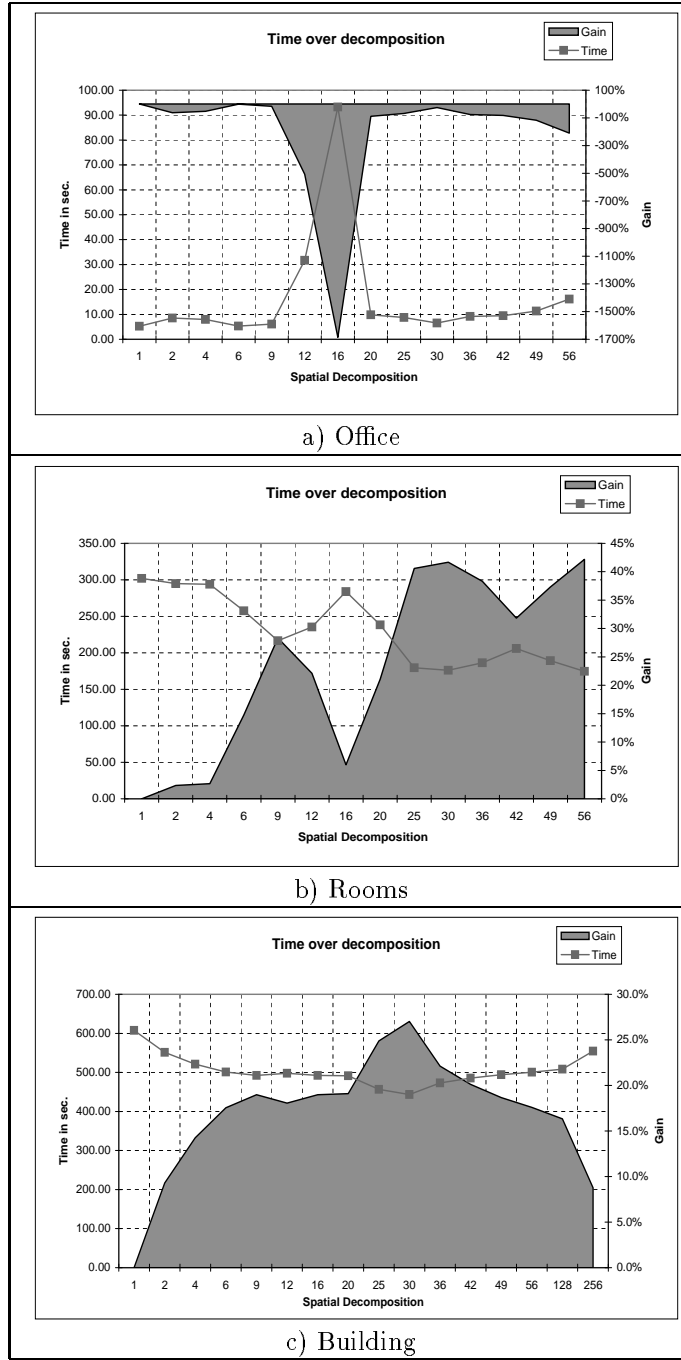 Time over decomposition
Gain
Time
100.00
90.00
80.00
70.00
60.00
50.00
40.00
30.00
20.00
10.00
0.00
Time in sec.
100%
-100%
-300%
-500%
-700%
-900%
-1100%
-1300%
-1500%
-1700%
Gain
1 2 4 6 9 12 16 20 25 30 36 42 49 56
Spatial Decomposition
a) Office
Time over decomposition
Gain
Time
350.00
300.00
250.00
200.00
150.00
100.00
50.00
0.00
Time in sec.
45%
40%
35%
30%
25%
20%
15%
10%
5%
0%
Gain
1 2 4 6 9 12 16 20 25 30 36 42 49 56
Spatial Decomposition
b) Rooms
Time over decomposition
Gain
Time
700.00
600.00
500.00
400.00
300.00
200.00
100.00
0.00
Time in sec.
30.0%
25.0%
20.0%
15.0%
10.0%
5.0%
0.0%
Gain
1 2 4 6 9 12 16 20 25 30 36 42 49 56 128 256
Spatial Decomposition
c) Building